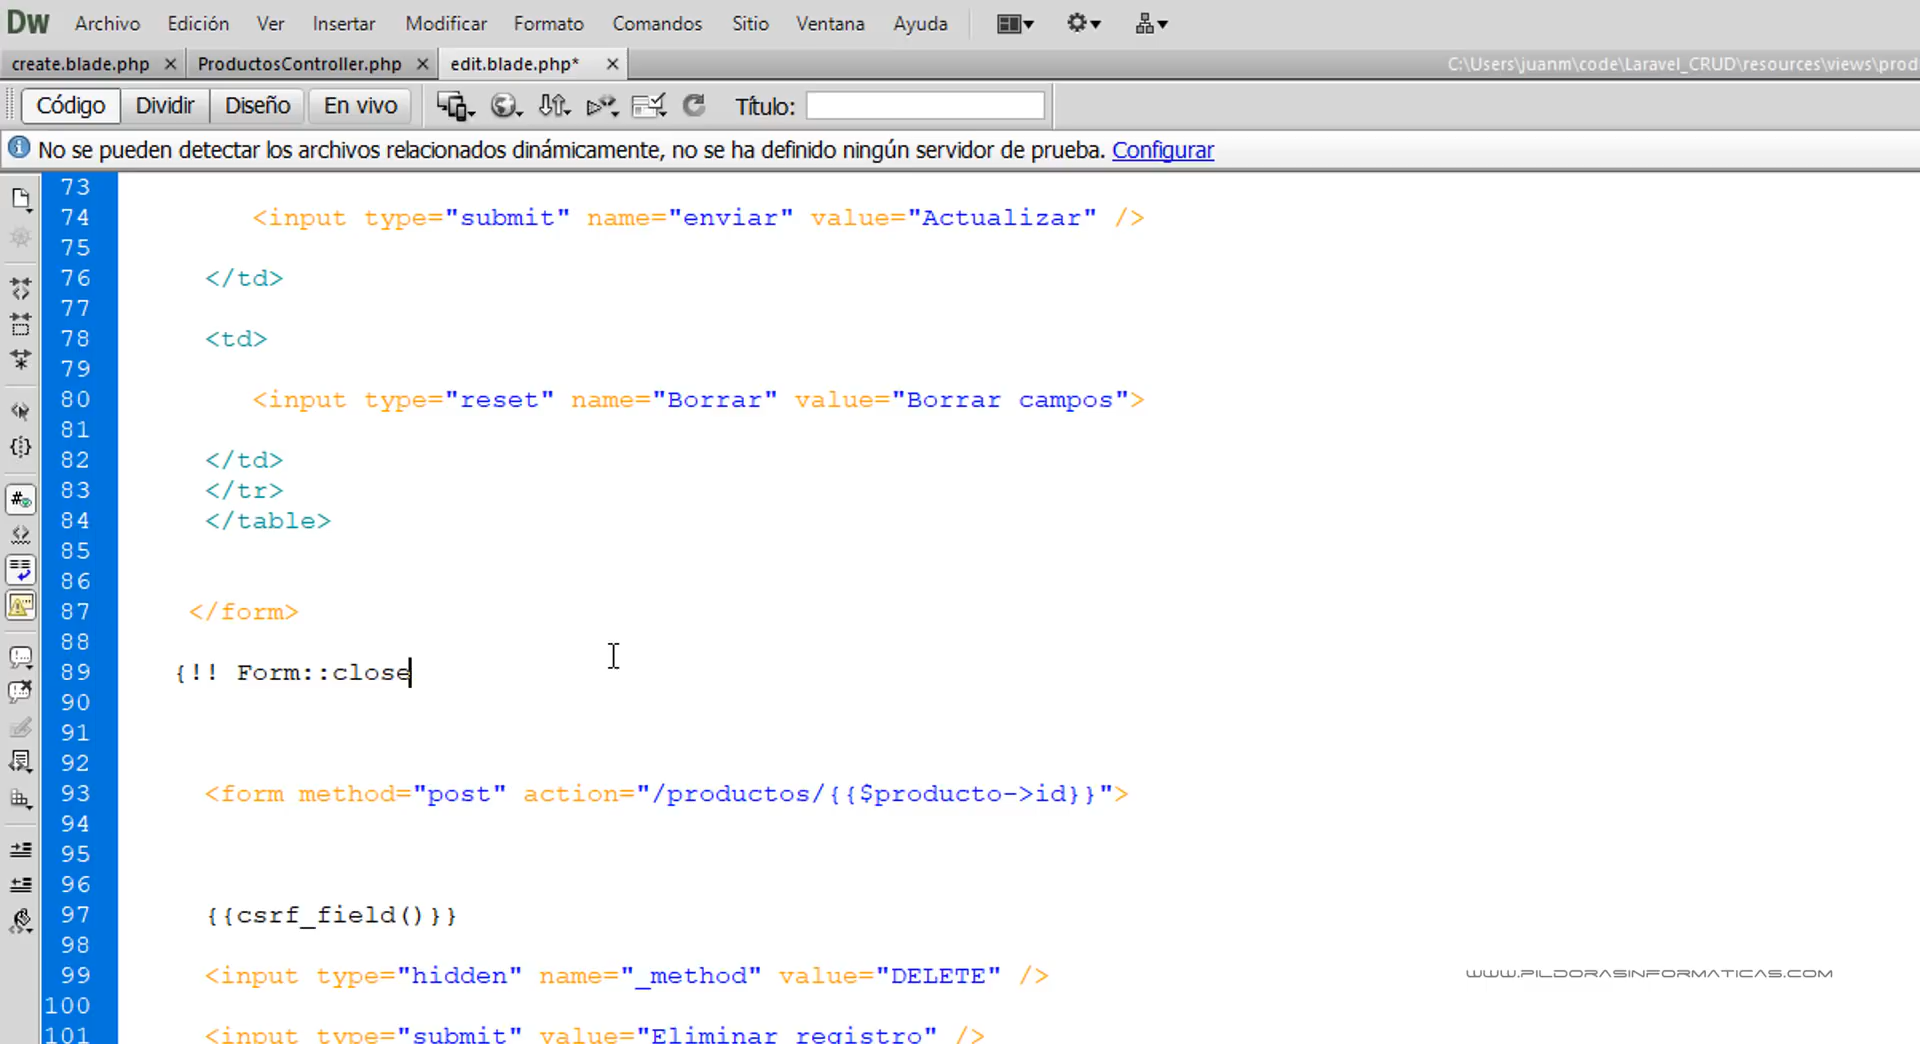 Dw Archivo Edición Ver Insertar Modificar Formato Comandos Sitio Ventana Ayuda
create.blade.php ProductosController.php edit.blade.php* C:\Users\juanm\code\Laravel_CRUD\resources\views\prod
Código Dividir Diseño En vivo Título:
No se pueden detectar los archivos relacionados dinámicamente, no se ha definido ningún servidor de prueba. Configurar
73
74 <input type="submit" name="enviar" value="Actualizar" />
75
76 </td>
77
78 <td>
79
80 <input type="reset" name="Borrar" value="Borrar campos">
81
82 </td>
83 </tr>
84 </table>
85
86
87 </form>
88
89 {!! Form::close
90
91
92
93 <form method="post" action="/productos/{{$producto->id}}">
94
95
96
97 {{csrf_field()}}
98
99 <input type="hidden" name="_method" value="DELETE" />
100
101 <input type="submit" value="Eliminar registro" />
WWW.PILDORASINFORMATICAS.COM